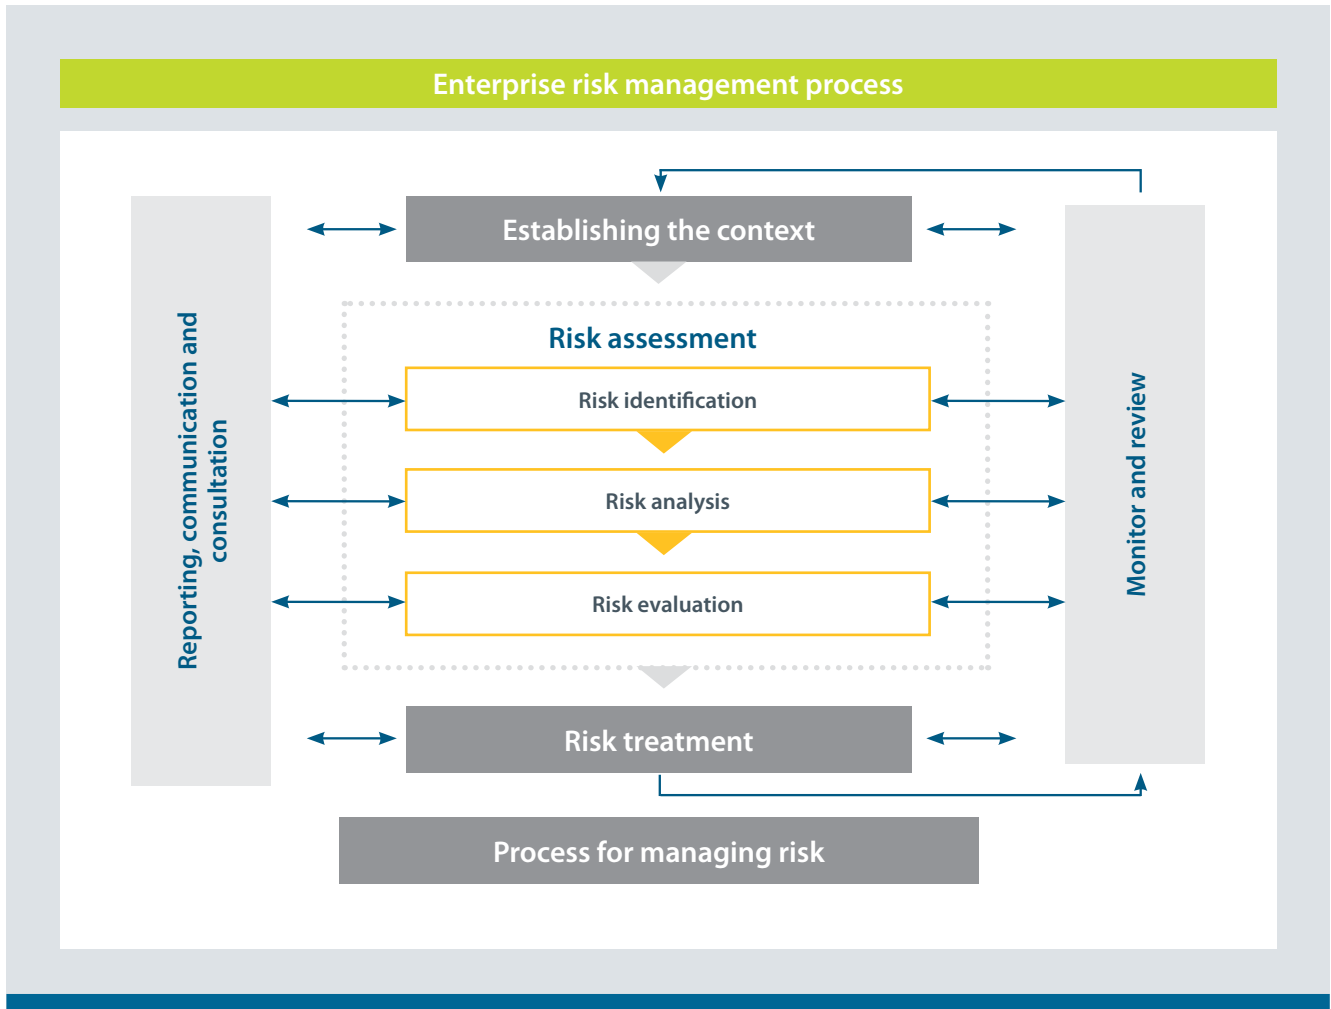 Enterprise risk management process
Reporting, communication and
consultation
Establishing the context
Risk assessment
Risk identification
Risk analysis
Risk evaluation
Risk treatment
Monitor and review
Process for managing risk